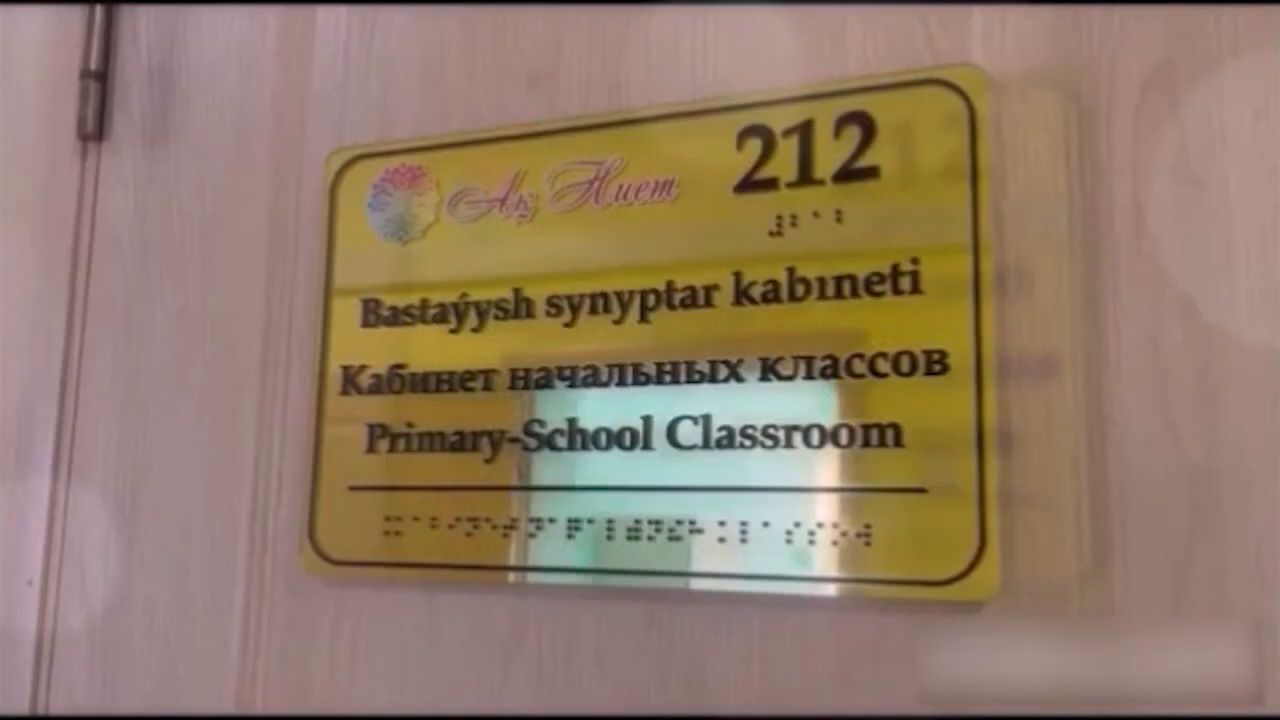 Ақ Ниет
212
Bastaýysh synyptar kabıneti
Кабинет начальных классов
Primary-School Classroom